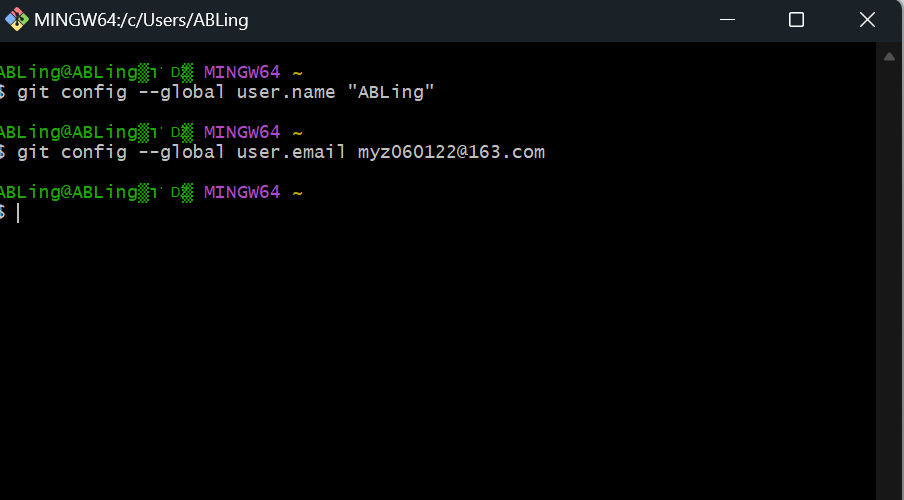 MINGW64:/c/Users/ABLing
ABLing@ABLing MINGW64 ~
$ git config --global user.name "ABLing"
ABLing@ABLing MINGW64 ~
$ git config --global user.email myz060122@163.com
ABLing@ABLing MINGW64 ~
$